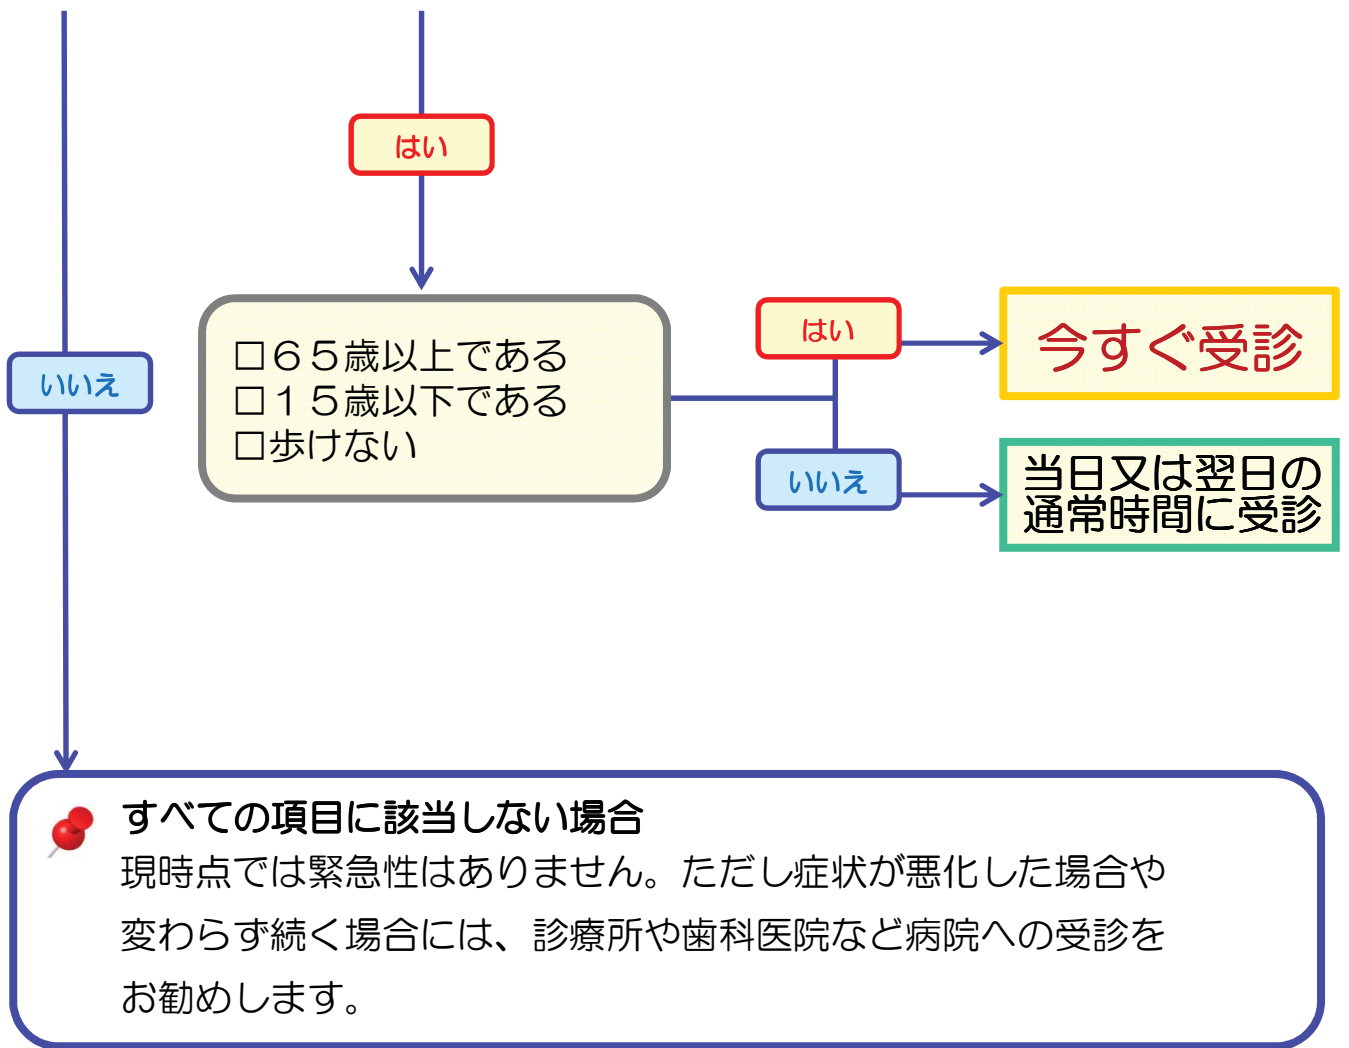 はい
いいえ
□６５歳以上である
□１５歳以下である
□歩けない
はい
今すぐ受診
いいえ
当日又は翌日の
通常時間に受診
すべての項目に該当しない場合
現時点では緊急性はありません。ただし症状が悪化した場合や
変わらず続く場合には、診療所や歯科医院など病院への受診を
お勧めします。